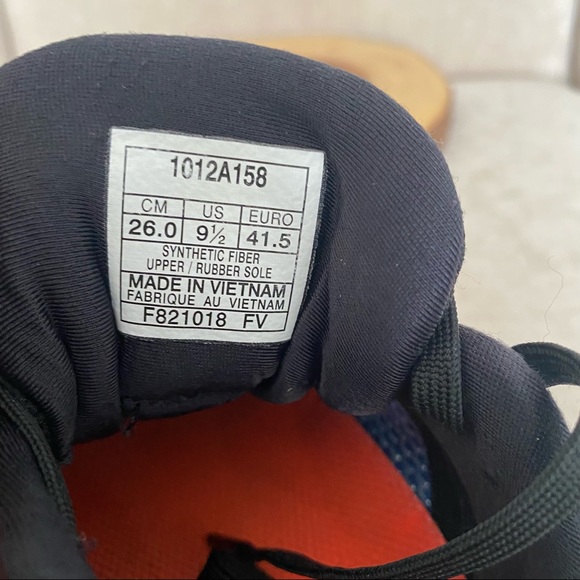 1012A158
CM US EURO
26.0 9½ 41.5
SYNTHETIC FIBER
UPPER / RUBBER SOLE
MADE IN VIETNAM
FABRIQUE AU VIETNAM
F821018 FV